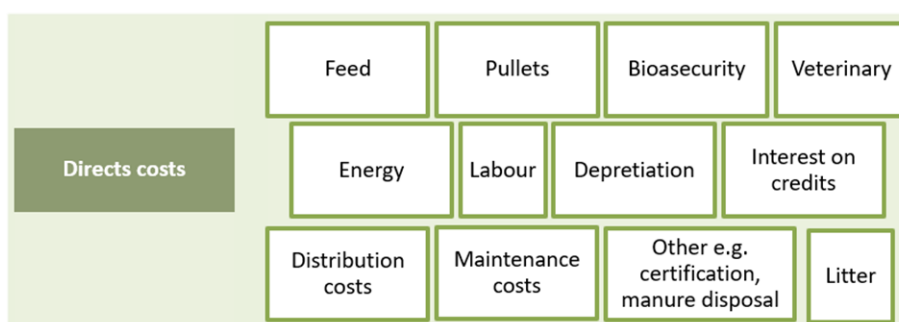 Feed
Pullets
Bioasecurity
Veterinary
Directs costs
Energy
Labour
Depretiation
Interest on
credits
Distribution
costs
Maintenance
costs
Other e.g.
certification,
manure disposal
Litter